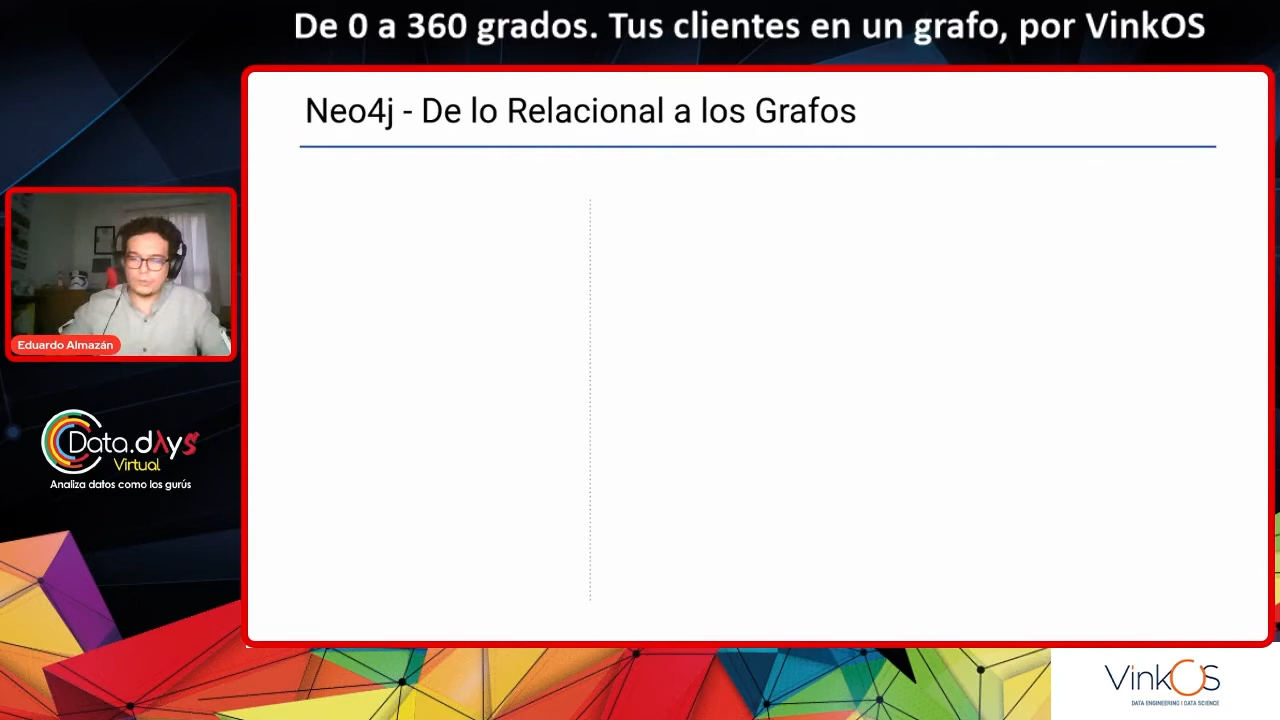 De 0 a 360 grados. Tus clientes en un grafo, por VinkOS
Neo4j - De lo Relacional a los Grafos
Eduardo Almazán
Data.dAys
Virtual
Analiza datos como los gurús
VinkOS
DATA ENGINEERING | DATA SCIENCE